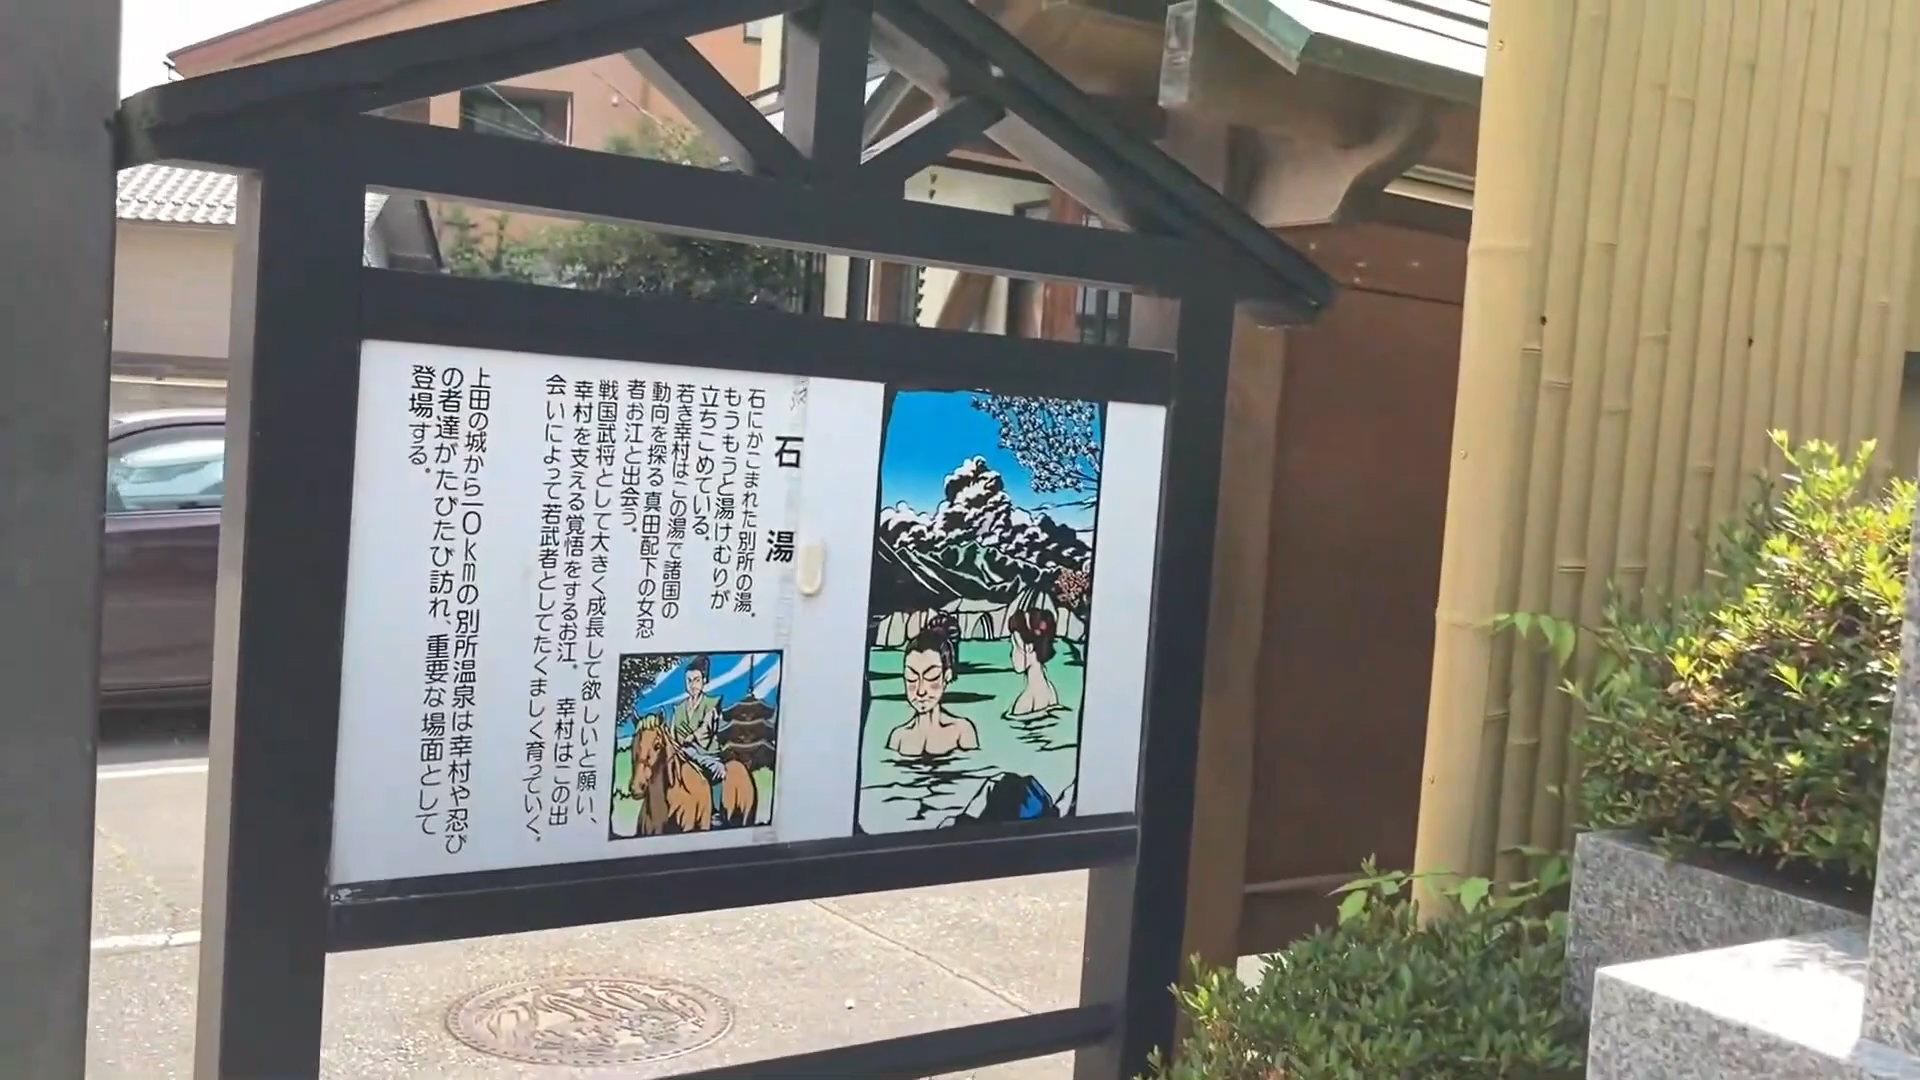 石湯
石にかこまれた別所の湯。
もうもうと湯けむりが
立ちこめている。
若き幸村はこの湯で諸国の
動向を探る 真田配下の女忍
者お江と出会う。
戦国武将として大きく成長して欲しいと願い、
幸村を支える覚悟をするお江。 幸村はこの出
会いによって若武者としてたくましく育っていく。
上田の城から一〇kmの別所温泉は幸村や忍び
の者達がたびたび訪れ、重要な場面として
登場する。